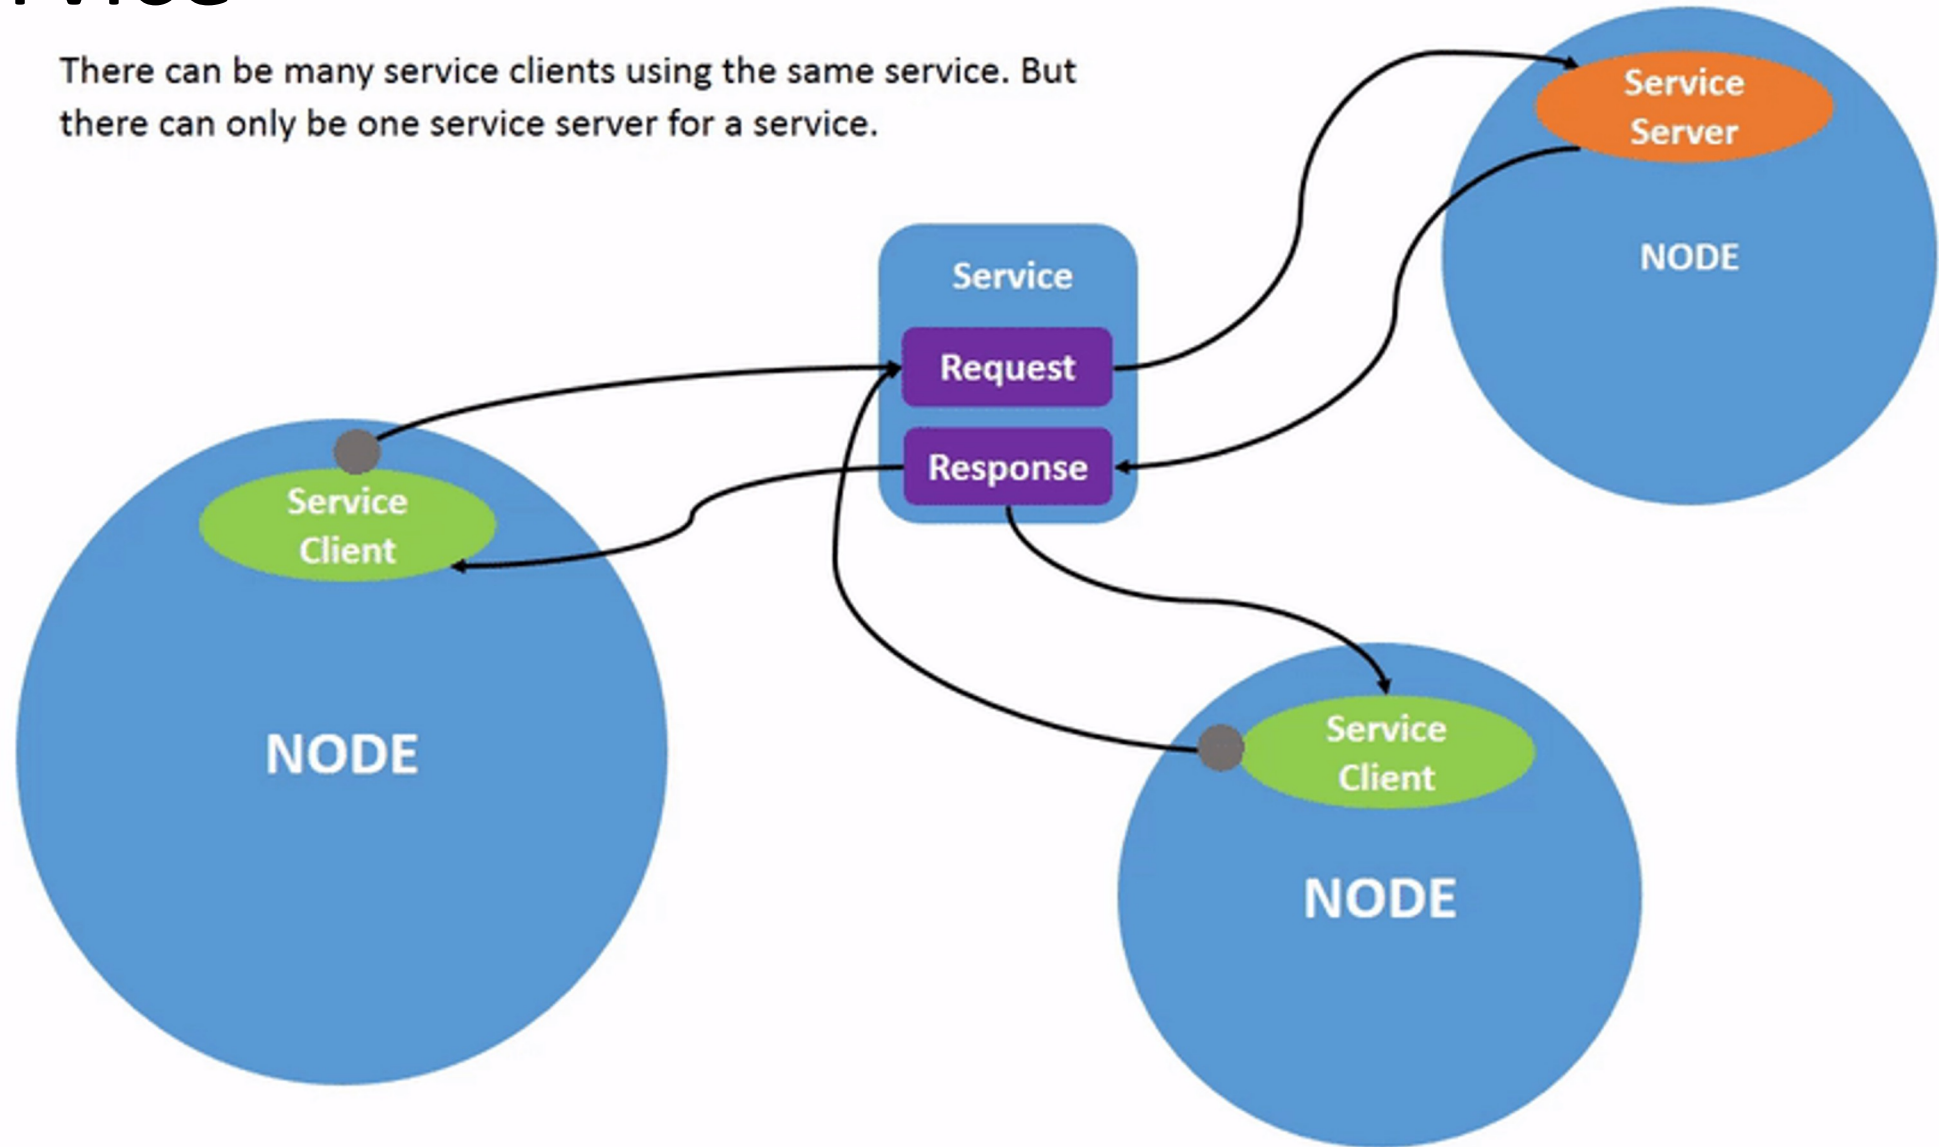 There can be many service clients using the same service. But
there can only be one service server for a service.
Service
Server
NODE
Service
Request
Response
Service
Client
NODE
Service
Client
NODE